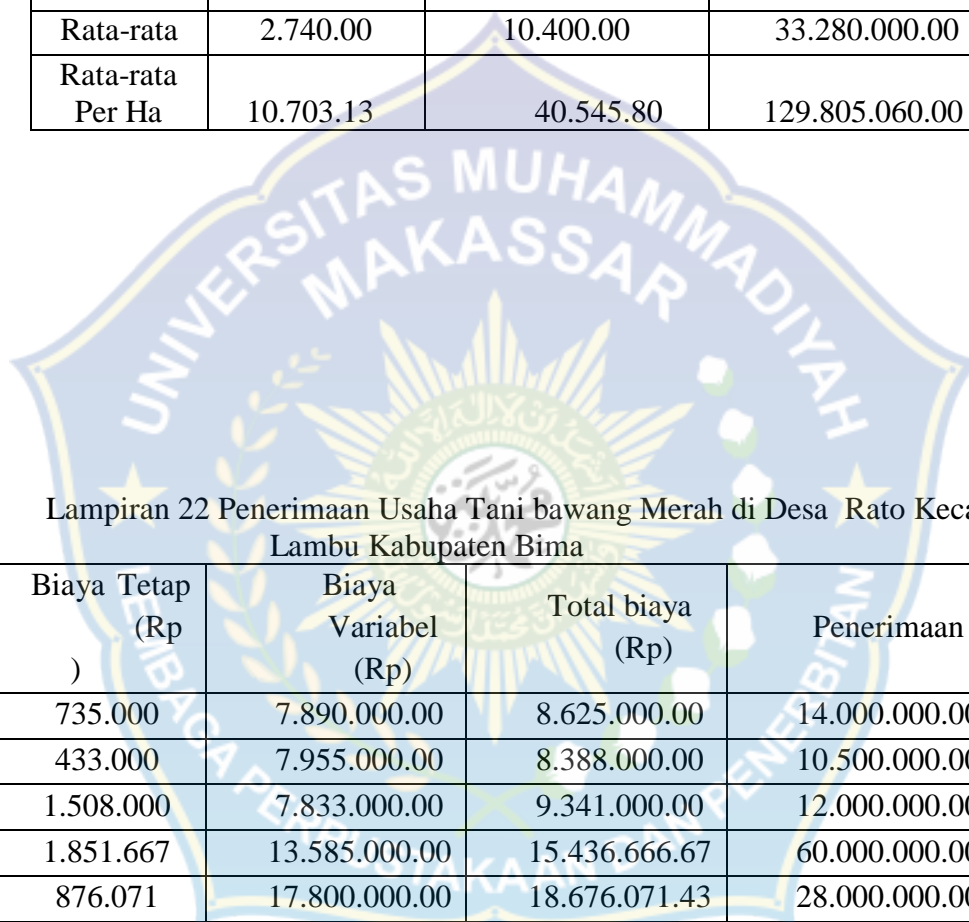 Rata-rata 2.740.00 10.400.00 33.280.000.00
Rata-rata
Per Ha 10.703.13 40.545.80 129.805.060.00
UNIVERSITAS MUHAMMADIYAH
MAKASSAR
Lampiran 22 Penerimaan Usaha Tani bawang Merah di Desa Rato Keca
Lambu Kabupaten Bima
Biaya Tetap
(Rp
)
Biaya
Variabel
(Rp)
Total biaya
(Rp)
Penerimaan
735.000 7.890.000.00 8.625.000.00 14.000.000.00
433.000 7.955.000.00 8.388.000.00 10.500.000.00
1.508.000 7.833.000.00 9.341.000.00 12.000.000.00
1.851.667 13.585.000.00 15.436.666.67 60.000.000.00
876.071 17.800.000.00 18.676.071.43 28.000.000.00
LEMBAGA PERPUSTAKAAN DAN PENERBITAN